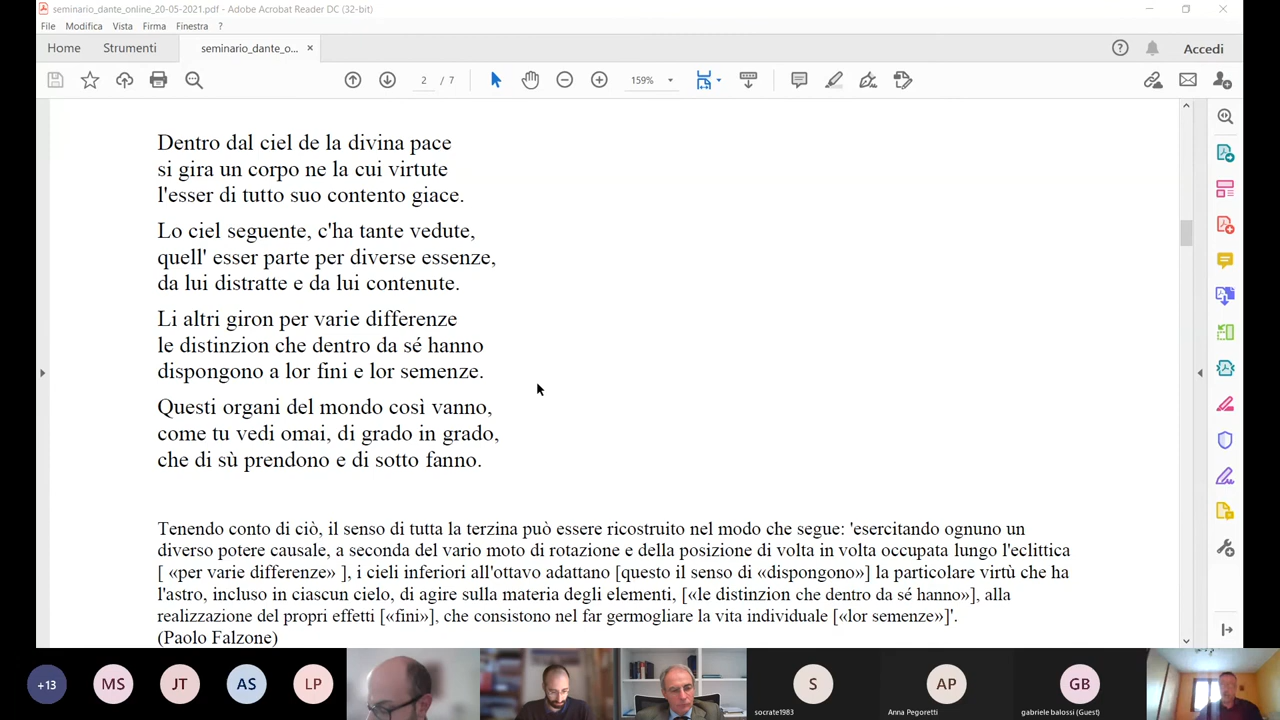 seminario_dante_online_20-05-2021.pdf - Adobe Acrobat Reader DC (32-bit)
File Modifica Vista Firma Finestra ?
Home Strumenti seminario_dante_o... × Accedi
2 / 7 159%
Dentro dal ciel de la divina pace
si gira un corpo ne la cui virtute
l'esser di tutto suo contento giace.
Lo ciel seguente, c'ha tante vedute,
quell' esser parte per diverse essenze,
da lui distratte e da lui contenute.
Li altri giron per varie differenze
le distinzion che dentro da sé hanno
dispongono a lor fini e lor semenze.
Questi organi del mondo così vanno,
come tu vedi omai, di grado in grado,
che di sù prendono e di sotto fanno.
Tenendo conto di ciò, il senso di tutta la terzina può essere ricostruito nel modo che segue: 'esercitando ognuno un
diverso potere causale, a seconda del vario moto di rotazione e della posizione di volta in volta occupata lungo l'eclittica
[ «per varie differenze» ], i cieli inferiori all'ottavo adattano [questo il senso di «dispongono»] la particolare virtù che ha
l'astro, incluso in ciascun cielo, di agire sulla materia degli elementi, [«le distinzion che dentro da sé hanno»], alla
realizzazione del propri effetti [«fini»], che consistono nel far germogliare la vita individuale [«lor semenze»]'.
(Paolo Falzone)
+13 MS JT AS LP S AP GB
socrate1983 Anna Pegoretti gabriele balossi (Guest)